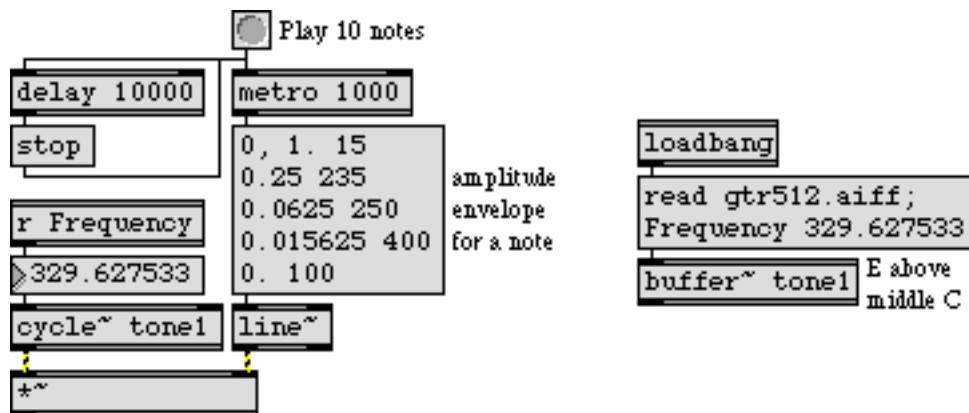 Play 10 notes
delay 10000
metro 1000
stop
0, 1. 15
0.25 235
0.0625 250
0.015625 400
0. 100
amplitude
envelope
for a note
r Frequency
329.627533
cycle~ tone1
line~
*~
loadbang
read gtr512.aiff;
Frequency 329.627533
buffer~ tone1
E above
middle C